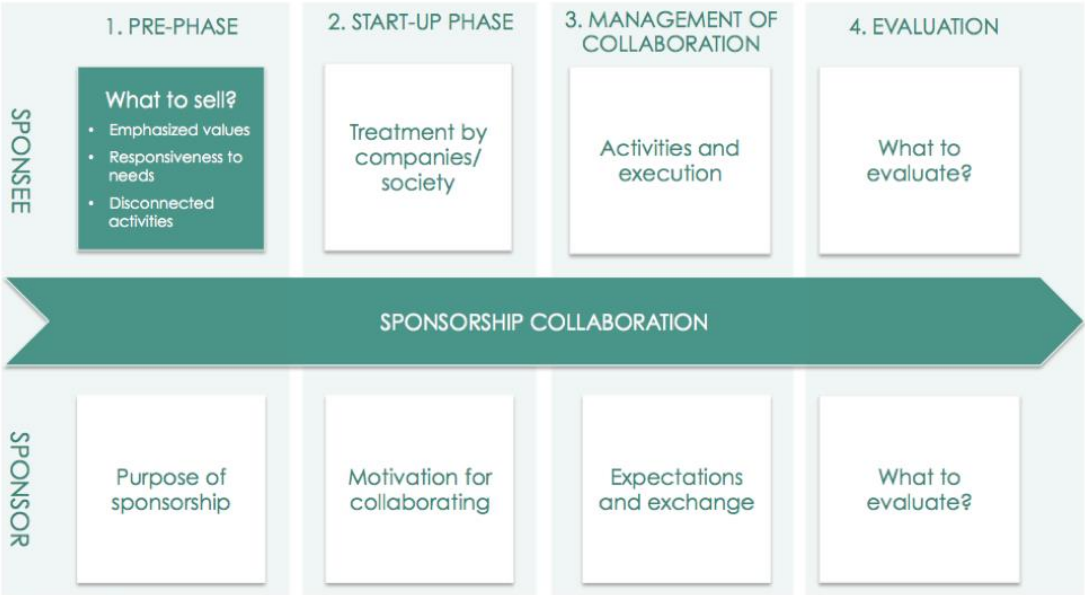 1. PRE-PHASE
2. START-UP PHASE
3. MANAGEMENT OF
COLLABORATION
4. EVALUATION
SPONSEE
What to sell?
• Emphasized values
• Responsiveness to
needs
• Disconnected
activities
Treatment by
companies/
society
Activities and
execution
What to
evaluate?
SPONSORSHIP COLLABORATION
SPONSOR
Purpose of
sponsorship
Motivation for
collaborating
Expectations
and exchange
What to
evaluate?